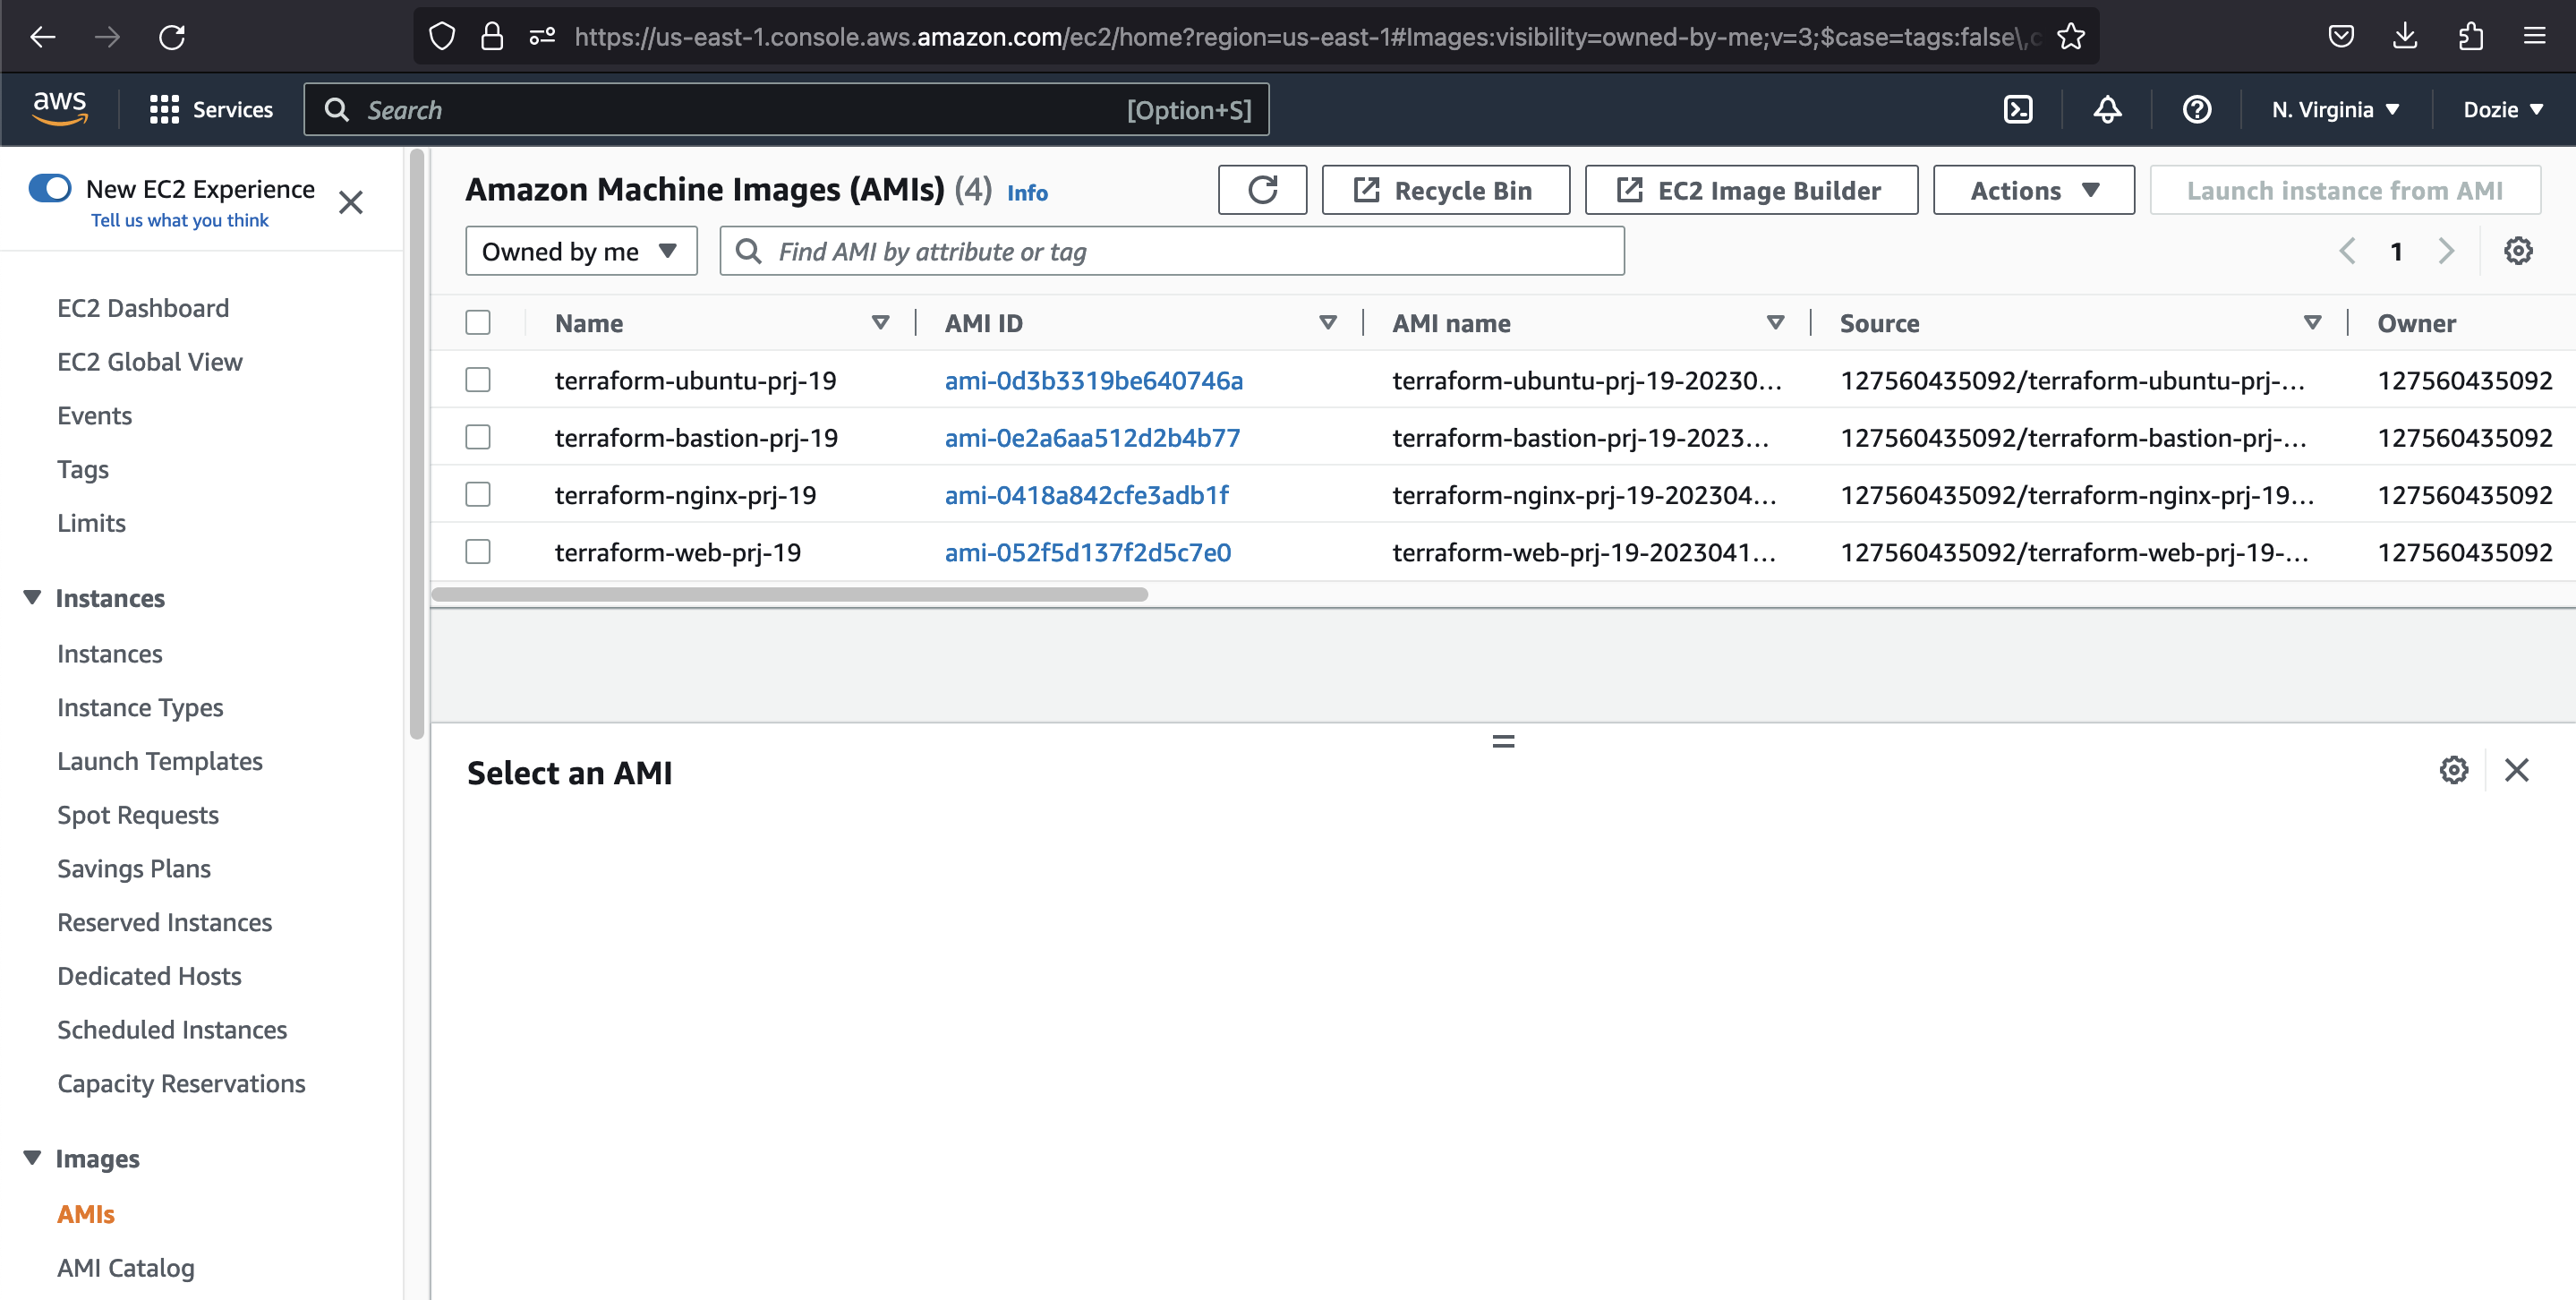 https://us-east-1.console.aws.amazon.com/ec2/home?region=us-east-1#Images:visibility=owned-by-me;v=3;$case=tags:false\,c
aws Services Search [Option+S] N. Virginia Dozie
New EC2 Experience
Tell us what you think
EC2 Dashboard
EC2 Global View
Events
Tags
Limits
Instances
Instances
Instance Types
Launch Templates
Spot Requests
Savings Plans
Reserved Instances
Dedicated Hosts
Scheduled Instances
Capacity Reservations
Images
AMIs
AMI Catalog
Amazon Machine Images (AMIs) (4) Info Recycle Bin EC2 Image Builder Actions Launch instance from AMI
Owned by me Find AMI by attribute or tag 1
Name AMI ID AMI name Source Owner
terraform-ubuntu-prj-19 ami-0d3b3319be640746a terraform-ubuntu-prj-19-20230... 127560435092/terraform-ubuntu-prj-... 127560435092
terraform-bastion-prj-19 ami-0e2a6aa512d2b4b77 terraform-bastion-prj-19-2023... 127560435092/terraform-bastion-prj-... 127560435092
terraform-nginx-prj-19 ami-0418a842cfe3adb1f terraform-nginx-prj-19-202304... 127560435092/terraform-nginx-prj-19... 127560435092
terraform-web-prj-19 ami-052f5d137f2d5c7e0 terraform-web-prj-19-2023041... 127560435092/terraform-web-prj-19-... 127560435092
Select an AMI